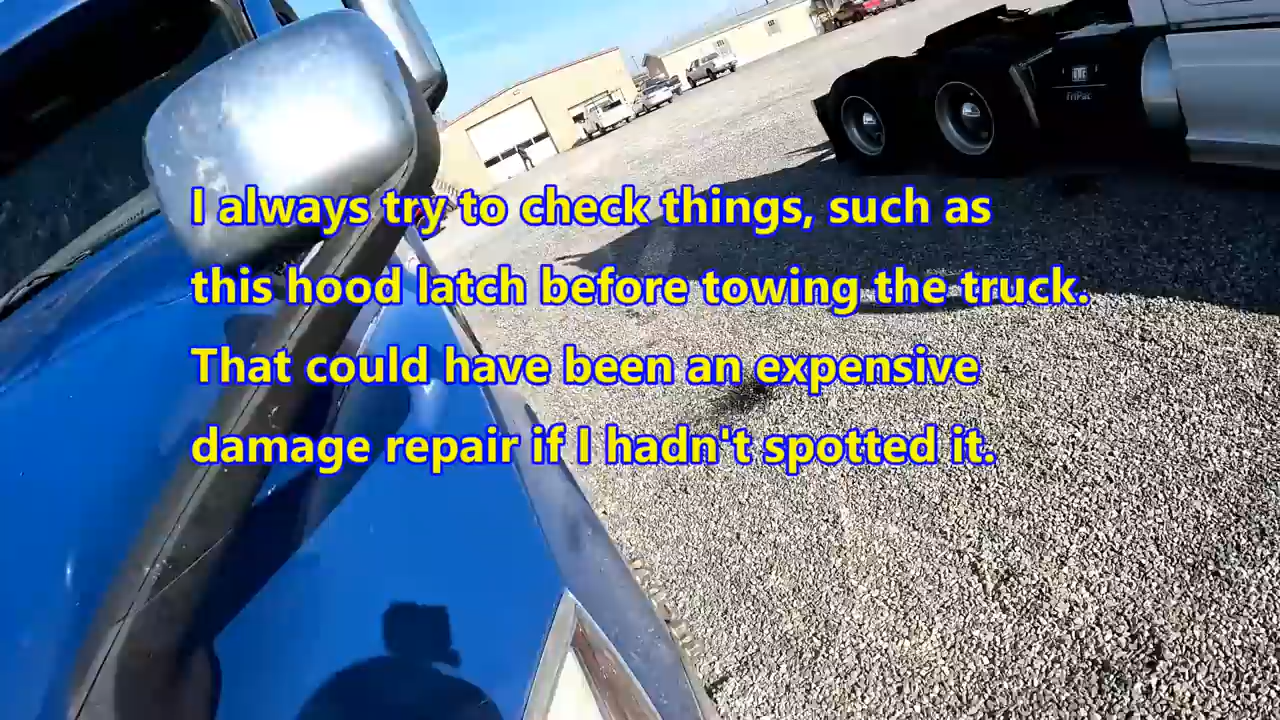 I always try to check things, such as
this hood latch before towing the truck.
That could have been an expensive
damage repair if I hadn't spotted it.
TriPac